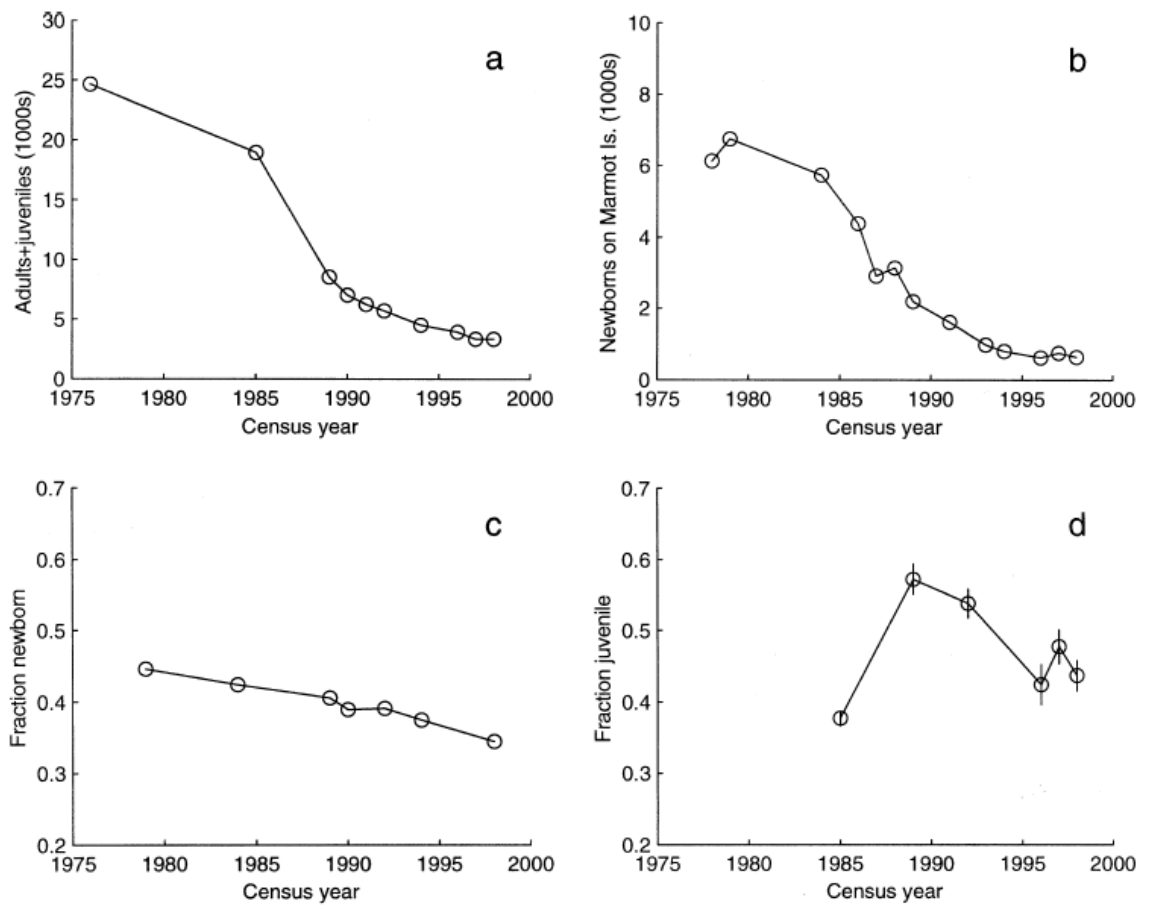 a
Adults+juveniles (1000s)
30
25
20
15
10
5
0
1975 1980 1985 1990 1995 2000
Census year
b
Newborns on Marmot Is. (1000s)
10
8
6
4
2
0
1975 1980 1985 1990 1995 2000
Census year
c
Fraction newborn
0.7
0.6
0.5
0.4
0.3
0.2
1975 1980 1985 1990 1995 2000
Census year
d
Fraction juvenile
0.7
0.6
0.5
0.4
0.3
0.2
1975 1980 1985 1990 1995 2000
Census year